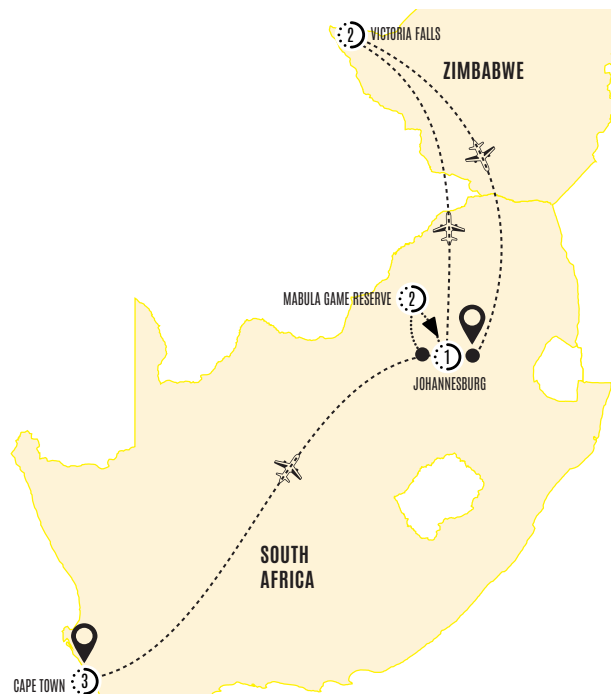 2 VICTORIA FALLS
ZIMBABWE
MABULA GAME RESERVE 2
1
JOHANNESBURG
SOUTH
AFRICA
CAPE TOWN 3